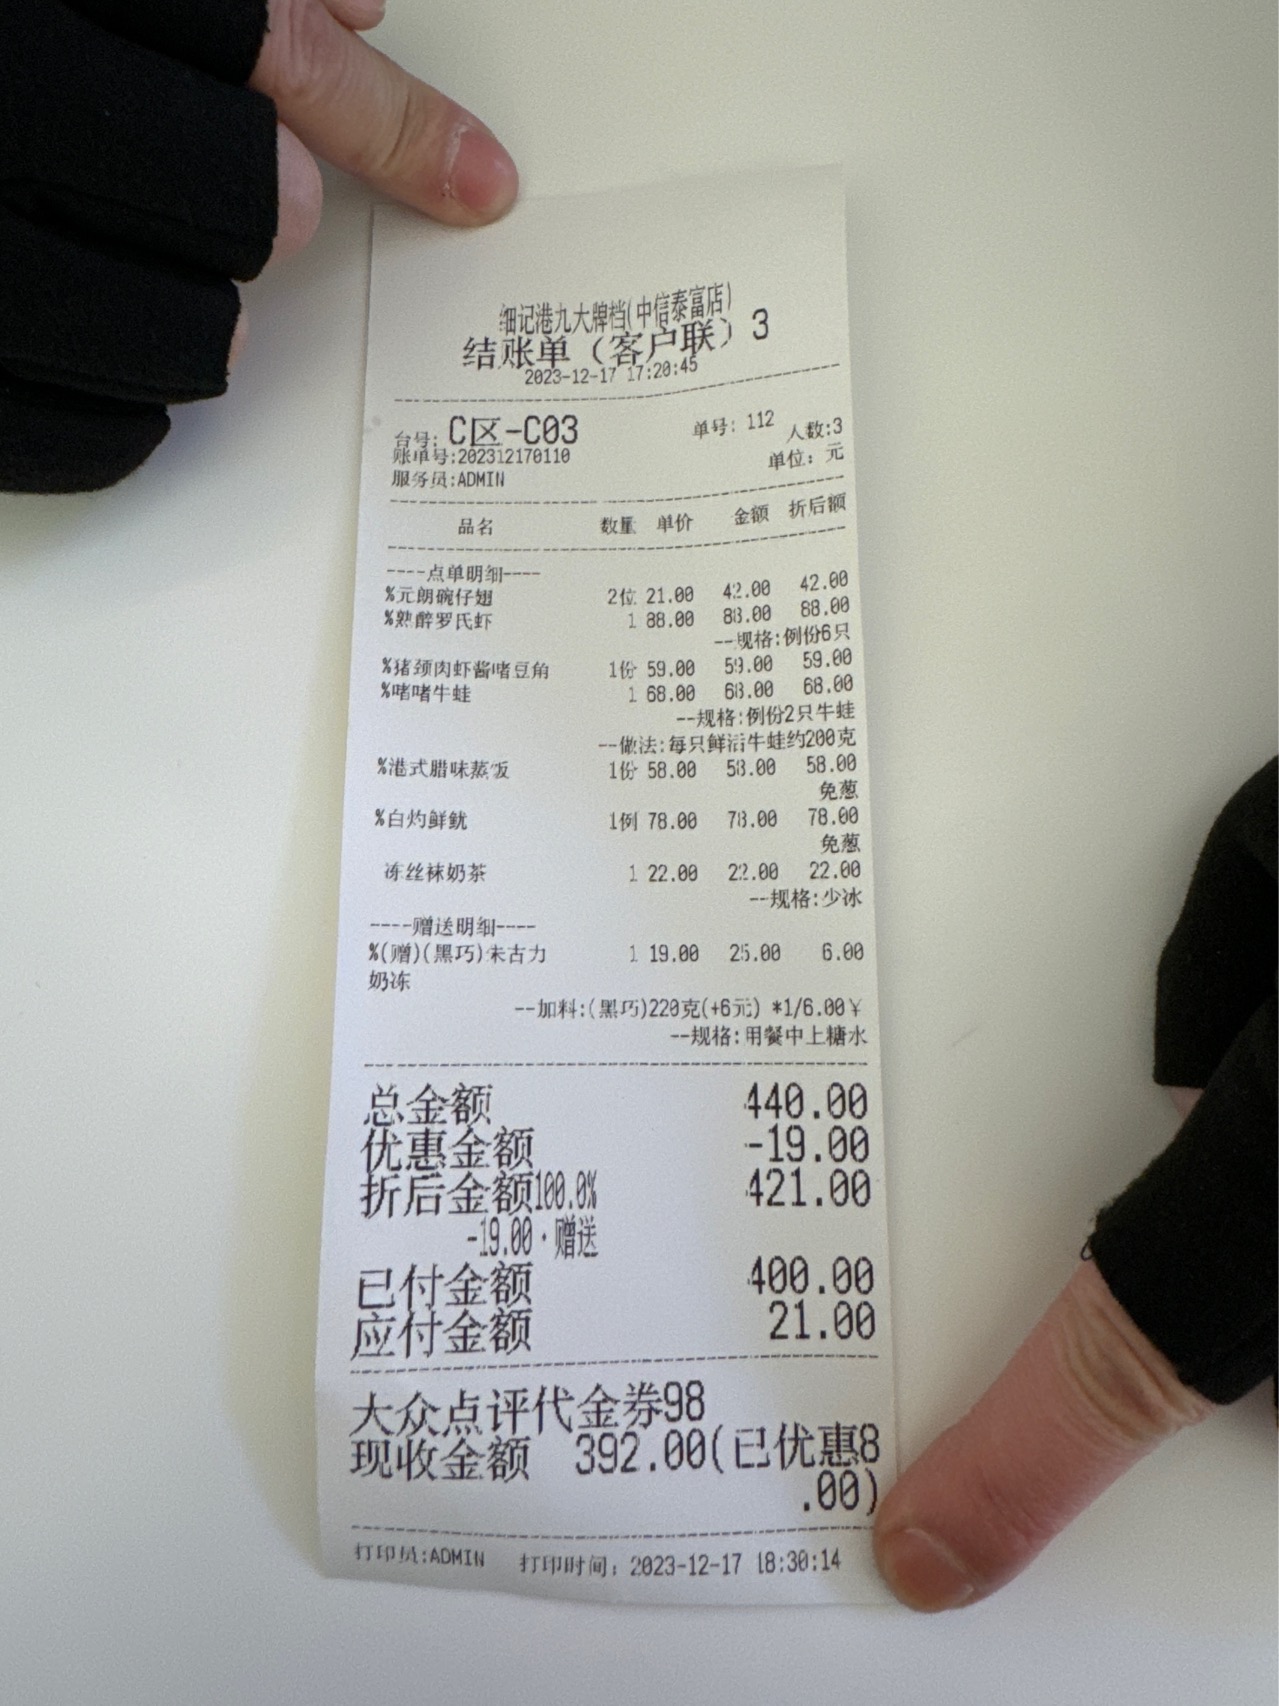 细记港九大牌档(中信泰富店)
结账单（客户联）3
2023-12-17 17:20:45
台号: C区-C03 单号: 112 人数:3
账单号:202312170110 单位: 元
服务员:ADMIN
品名 数量 单价 金额 折后额
----点单明细----
%元朗碗仔翅 2位 21.00 42.00 42.00
%熟醉罗氏虾 1 88.00 88.00 88.00
--规格:例份6只
%猪颈肉虾酱啫豆角 1份 59.00 59.00 59.00
%啫啫牛蛙 1 68.00 68.00 68.00
--规格:例份2只牛蛙
--做法:每只鲜活牛蛙约200克
%港式腊味蒸饭 1份 58.00 58.00 58.00
免葱
%白灼鲜鱿 1例 78.00 78.00 78.00
免葱
冻丝袜奶茶 1 22.00 22.00 22.00
--规格:少冰
----赠送明细----
%(赠)(黑巧)朱古力 1 19.00 25.00 6.00
奶冻
--加料:(黑巧)220克(+6元) *1/6.00¥
--规格:用餐中上糖水
总金额 440.00
优惠金额 -19.00
折后金额100.0% 421.00
-19.00·赠送
已付金额 400.00
应付金额 21.00
大众点评代金券98
现收金额 392.00(已优惠8
.00)
打印员:ADMIN 打印时间: 2023-12-17 18:30:14